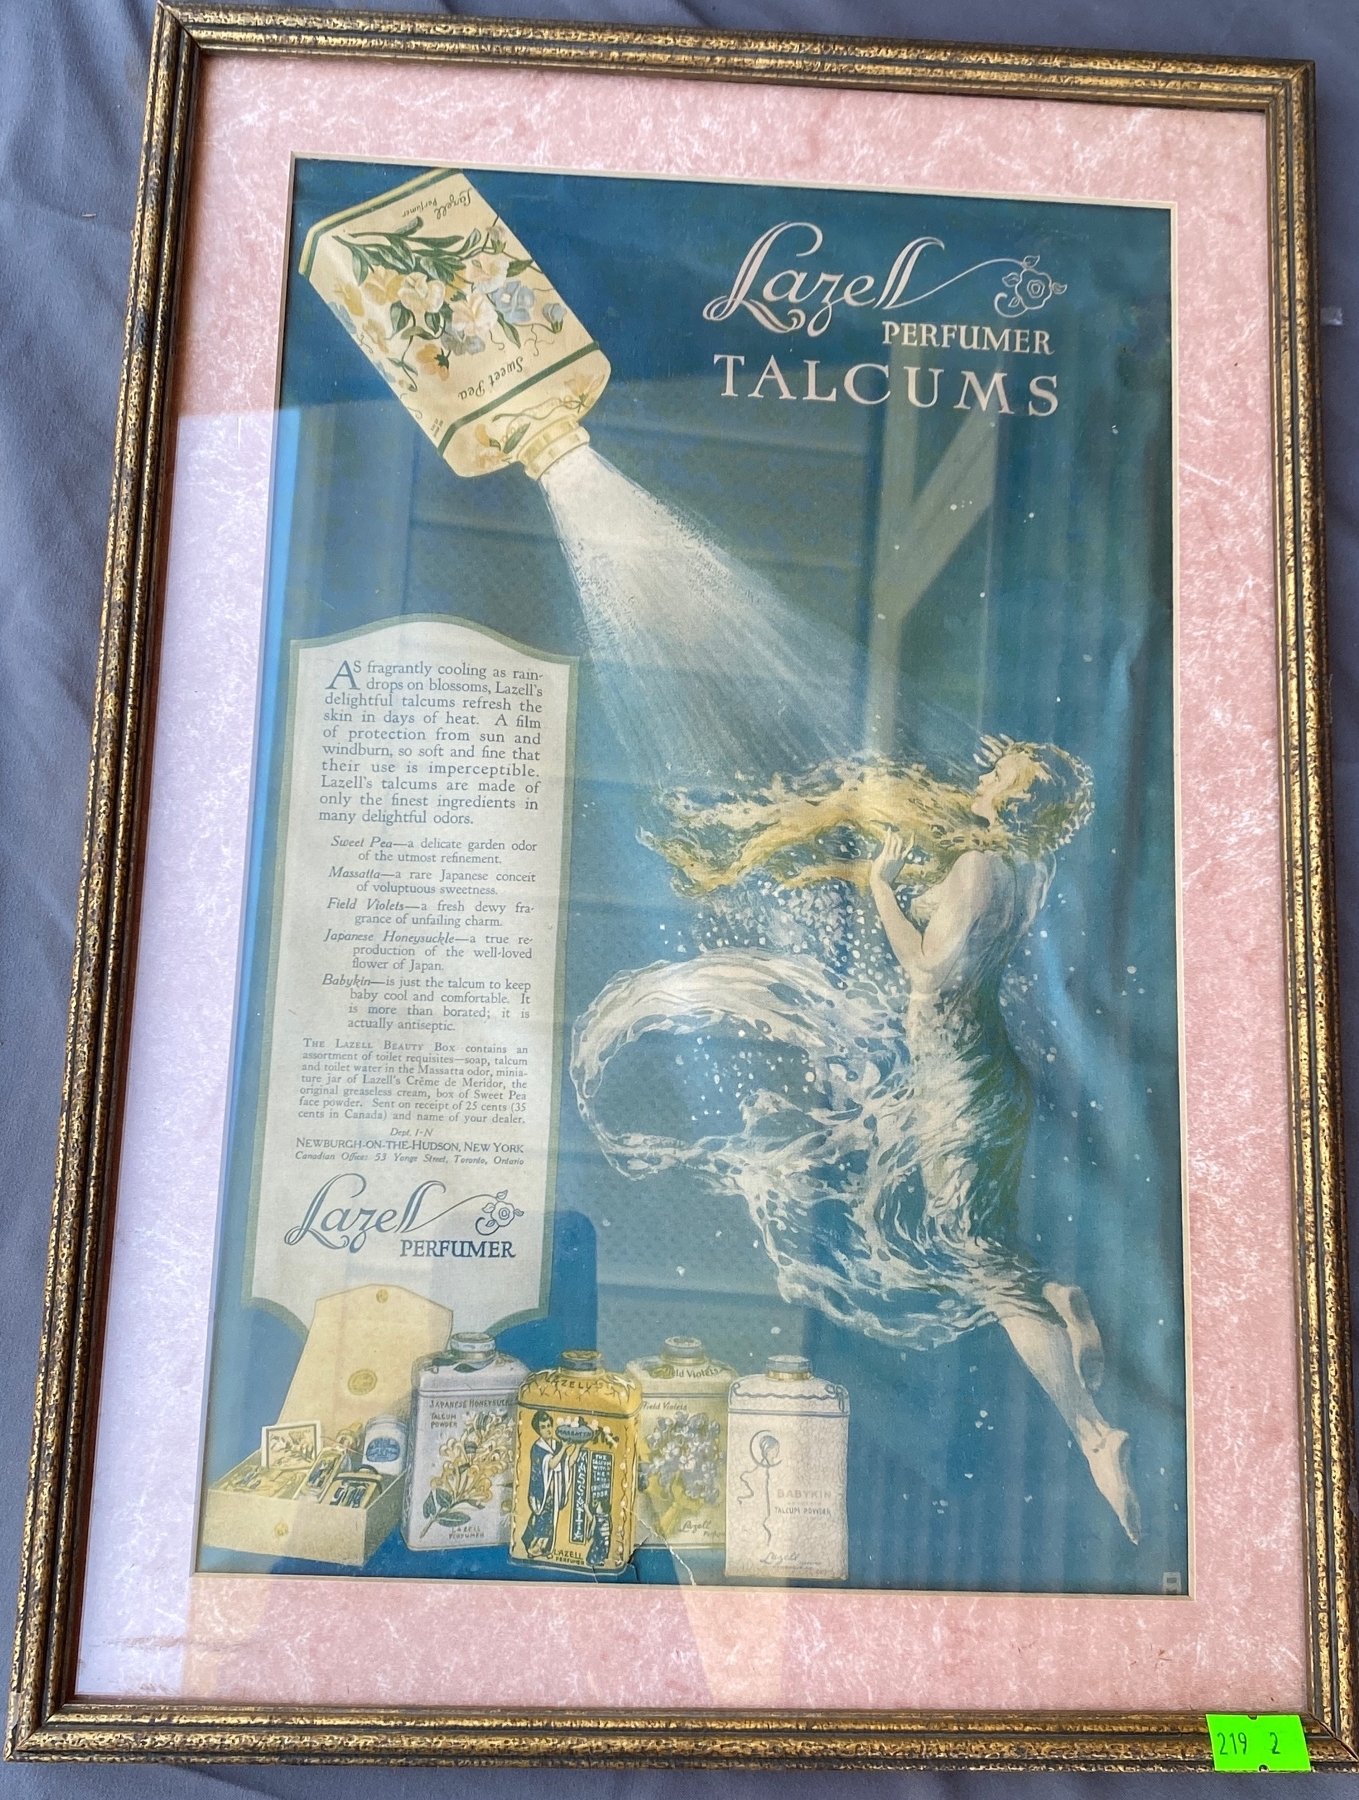 Lazell
Perfumer
Sweet Pea
Lazell
PERFUMER
TALCUMS
AS fragrantly cooling as rain-
drops on blossoms, Lazell's
delightful talcums refresh the
skin in days of heat. A film
of protection from sun and
windburn, so soft and fine that
their use is imperceptible.
Lazell's talcums are made of
only the finest ingredients in
many delightful odors.
Sweet Pea—a delicate garden odor
of the utmost refinement.
Massatta—a rare Japanese conceit
of voluptuous sweetness.
Field Violets—a fresh dewy fra-
grance of unfailing charm.
Japanese Honeysuckle—a true re-
production of the well-loved
flower of Japan.
Babykin—is just the talcum to keep
baby cool and comfortable. It
is more than borated; it is
actually antiseptic.
THE LAZELL BEAUTY BOX contains an
assortment of toilet requisites—soap, talcum
and toilet water in the Massatta odor, minia-
ture jar of Lazell's Crême de Meridor, the
original greaseless cream, box of Sweet Pea
face powder. Sent on receipt of 25 cents (35
cents in Canada) and name of your dealer.
Dept. 1-N
NEWBURGH-ON-THE-HUDSON, NEW YORK
Canadian Office: 53 Yonge Street, Toronto, Ontario
Lazell
PERFUMER
JAPANESE HONEYSUCKLE
TALCUM
POWDER
LAZELL
PERFUMER
LAZELL'S
MASSATTA
LAZELL
PERFUMER
Field Violets
Field Violets
Lazell
BABYKIN
TALCUM POWDER
Lazell
219 2